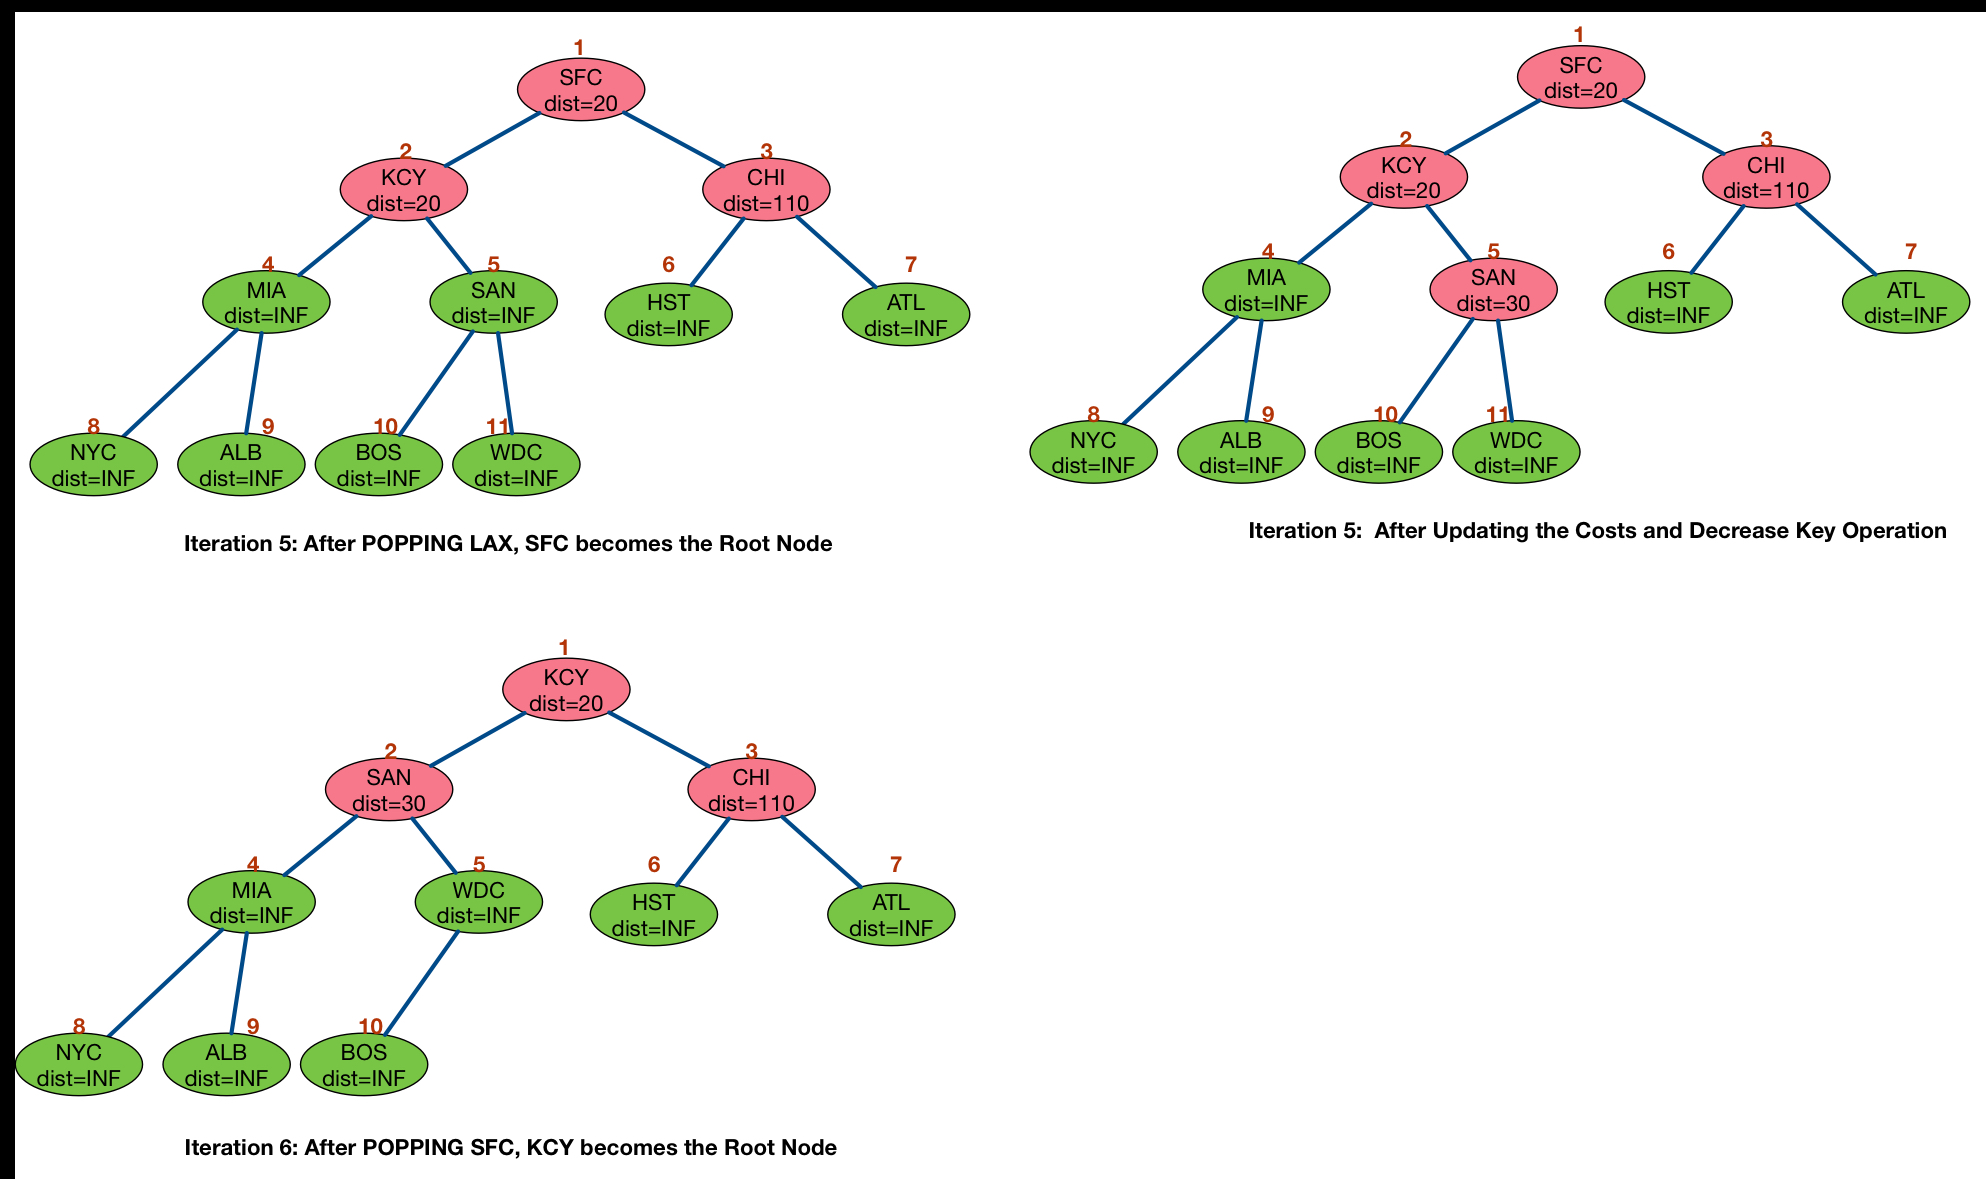 1
SFC
dist=20
2
KCY
dist=20
3
CHI
dist=110
4
MIA
dist=INF
5
SAN
dist=INF
6
HST
dist=INF
7
ATL
dist=INF
8
NYC
dist=INF
9
ALB
dist=INF
10
BOS
dist=INF
11
WDC
dist=INF
Iteration 5: After POPPING LAX, SFC becomes the Root Node
1
SFC
dist=20
2
KCY
dist=20
3
CHI
dist=110
4
MIA
dist=INF
5
SAN
dist=30
6
HST
dist=INF
7
ATL
dist=INF
8
NYC
dist=INF
9
ALB
dist=INF
10
BOS
dist=INF
11
WDC
dist=INF
Iteration 5: After Updating the Costs and Decrease Key Operation
1
KCY
dist=20
2
SAN
dist=30
3
CHI
dist=110
4
MIA
dist=INF
5
WDC
dist=INF
6
HST
dist=INF
7
ATL
dist=INF
8
NYC
dist=INF
9
ALB
dist=INF
10
BOS
dist=INF
Iteration 6: After POPPING SFC, KCY becomes the Root Node